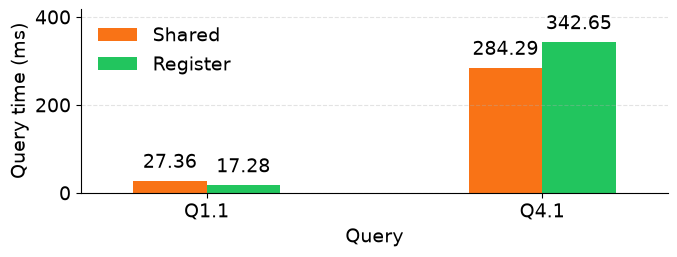 Query time (ms)
400
200
0
Shared
Register
27.36
17.28
284.29
342.65
Q1.1
Q4.1
Query